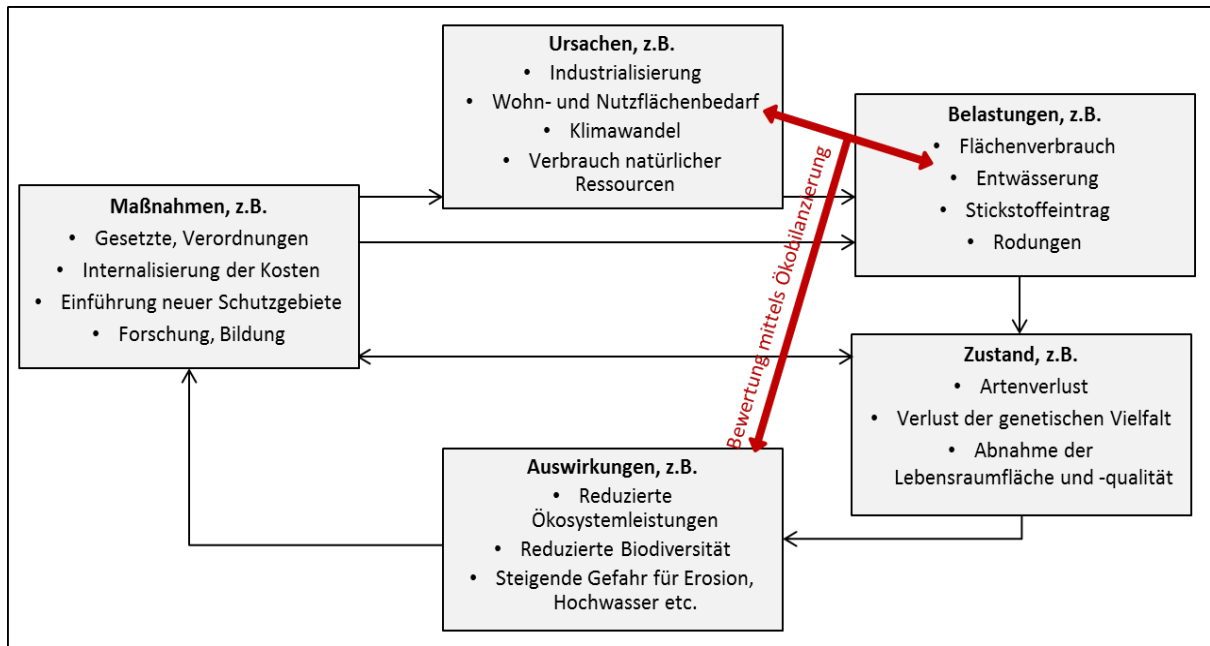 Ursachen, z.B.
• Industrialisierung
• Wohn- und Nutzflächenbedarf
• Klimawandel
• Verbrauch natürlicher
Ressourcen
Belastungen, z.B.
• Flächenverbrauch
• Entwässerung
• Stickstoffeintrag
• Rodungen
Maßnahmen, z.B.
• Gesetzte, Verordnungen
• Internalisierung der Kosten
• Einführung neuer Schutzgebiete
• Forschung, Bildung
Bewertung mittels Ökobilanzierung
Zustand, z.B.
• Artenverlust
• Verlust der genetischen Vielfalt
• Abnahme der
Lebensraumfläche und -qualität
Auswirkungen, z.B.
• Reduzierte
Ökosystemleistungen
• Reduzierte Biodiversität
• Steigende Gefahr für Erosion,
Hochwasser etc.